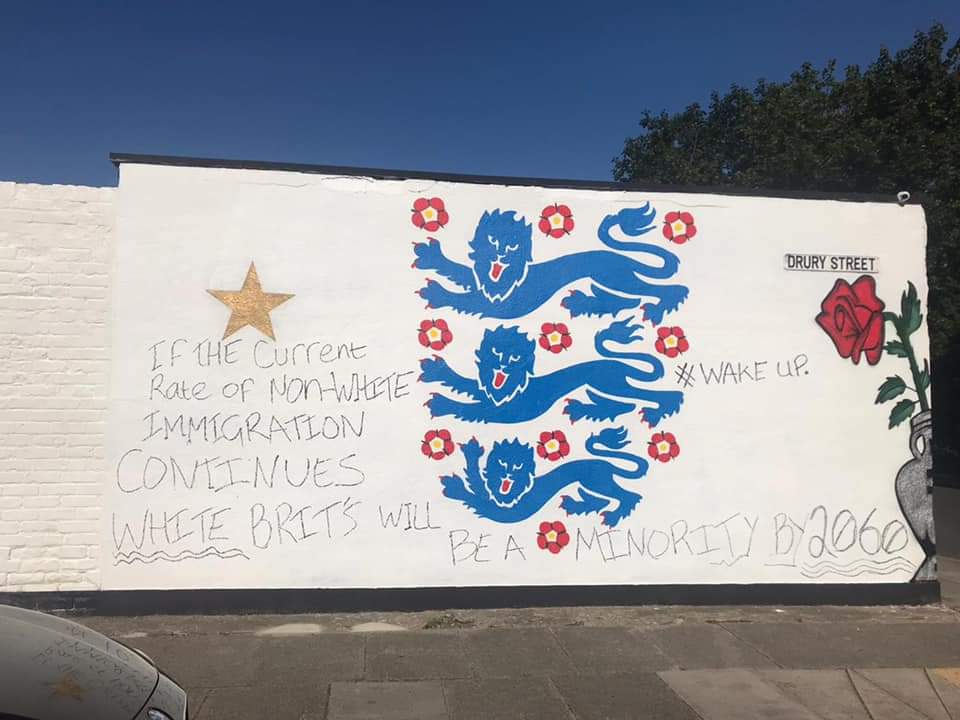 DRURY STREET
IF THE Current
Rate of NON-WHITE
IMMIGRATION
CONTINUES
WHITE BRIT'S WILL BE A MINORITY BY 2060
#WAKE UP.